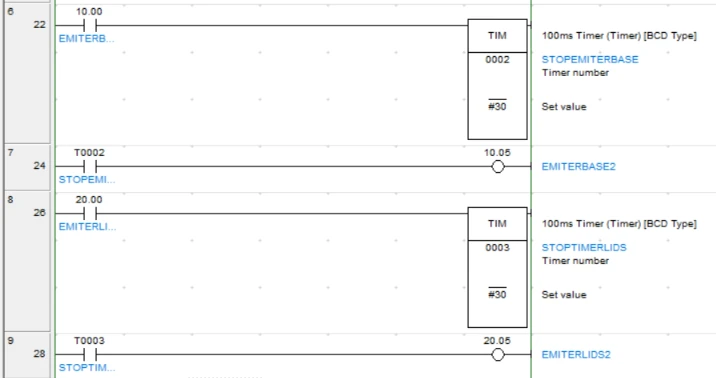 6
10.00
22
EMITERB...
TIM
100ms Timer (Timer) [BCD Type]
0002
STOPEMITERBASE
Timer number
#30
Set value
7
T0002
10.05
24
EMITERBASE2
STOPEMI...
8
20.00
26
EMITERLI...
TIM
100ms Timer (Timer) [BCD Type]
0003
STOPTIMERLIDS
Timer number
#30
Set value
9
T0003
20.05
28
EMITERLIDS2
STOPTIM...